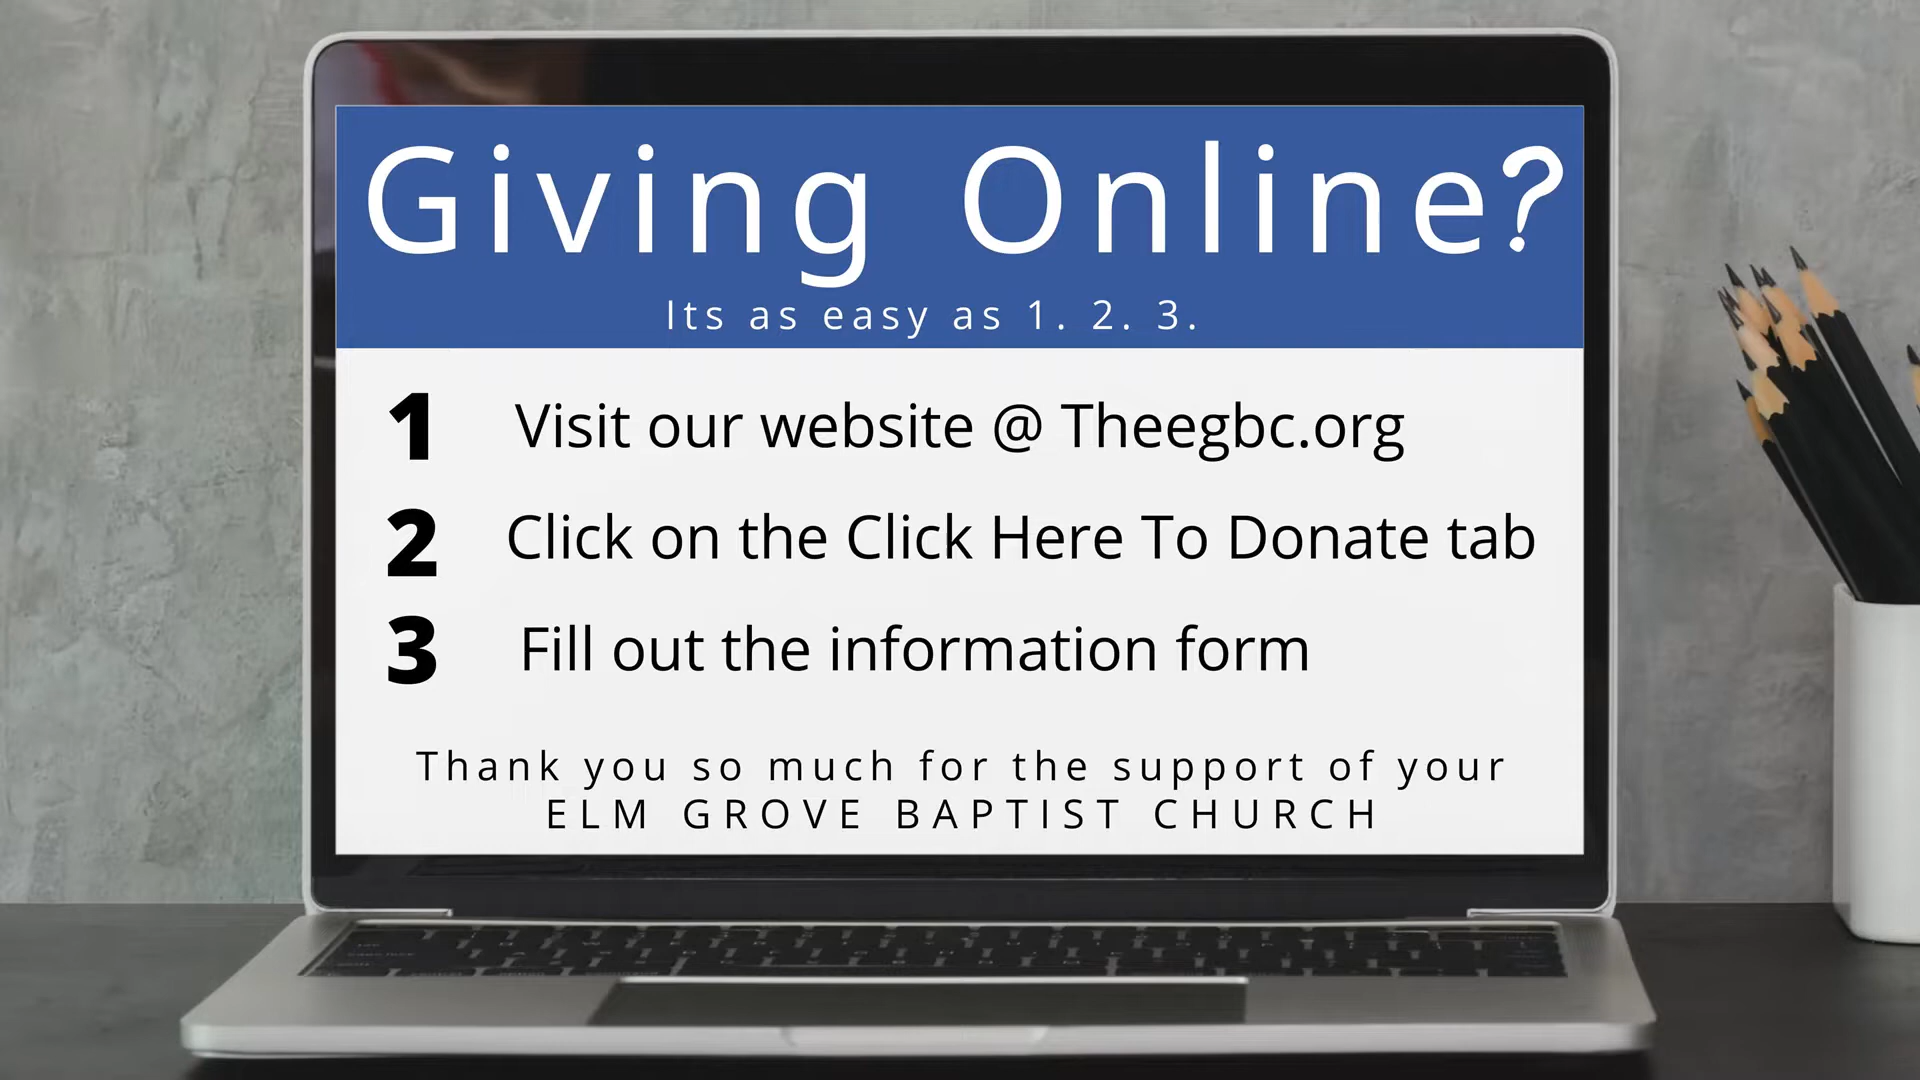 Giving Online?
Its as easy as 1. 2. 3.
1 Visit our website @ Theegbc.org
2 Click on the Click Here To Donate tab
3 Fill out the information form
Thank you so much for the support of your
ELM GROVE BAPTIST CHURCH